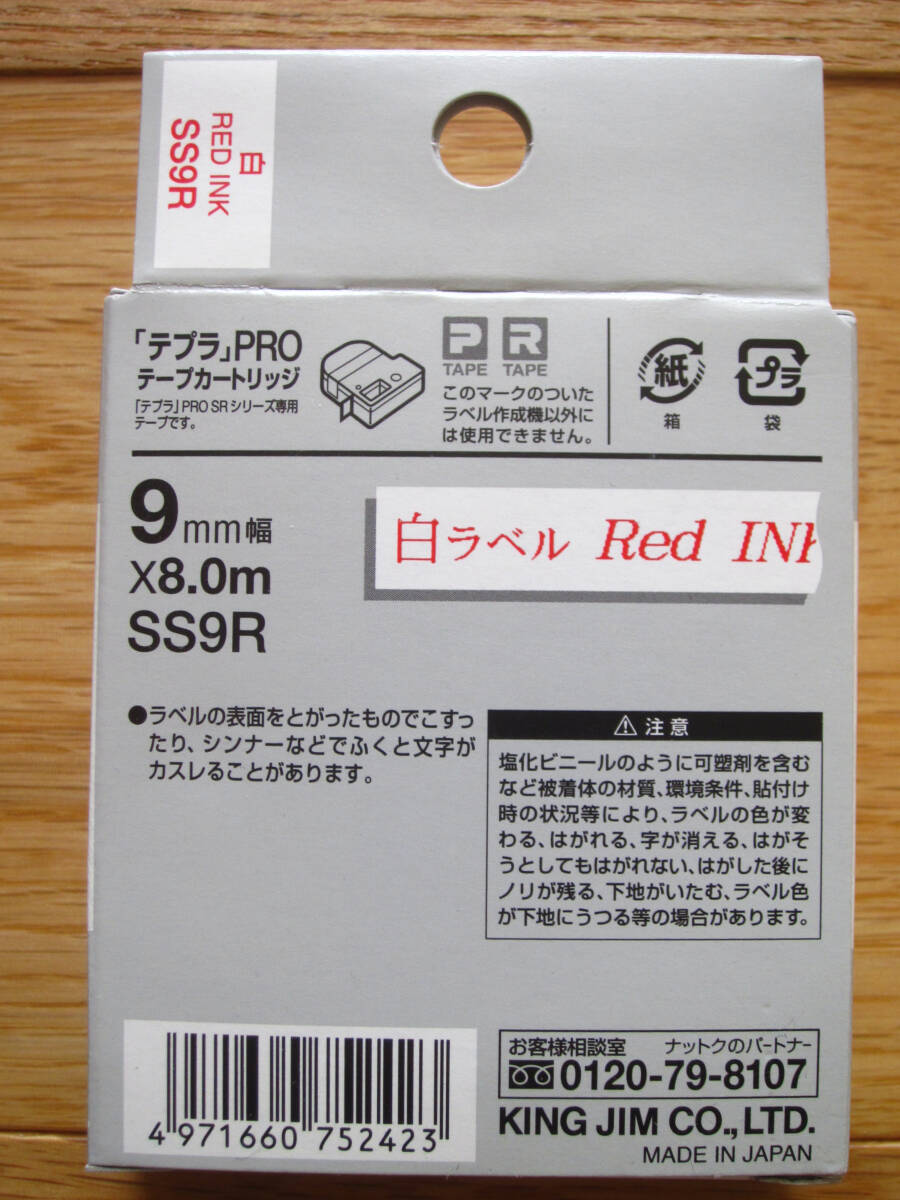 白
RED INK
SS9R
「テプラ」PRO
テープカートリッジ
「テプラ」PRO SRシリーズ専用
テープです。
P R
TAPE TAPE
このマークのついた
ラベル作成機以外に
は使用できません。
紙
箱
プラ
袋
9mm幅
X8.0m
SS9R
白ラベル Red INK
●ラベルの表面をとがったものでこすっ
たり、シンナーなどでふくと文字が
カスレることがあります。
⚠注意
塩化ビニールのように可塑剤を含む
など被着体の材質、環境条件、貼付け
時の状況等により、ラベルの色が変
わる、はがれる、字が消える、はがそ
うとしてもはがれない、はがした後に
ノリが残る、下地がいたむ、ラベル色
が下地にうつる等の場合があります。
4 971660 752423
お客様相談室 ナットクのパートナー
0120-79-8107
KING JIM CO.,LTD.
MADE IN JAPAN